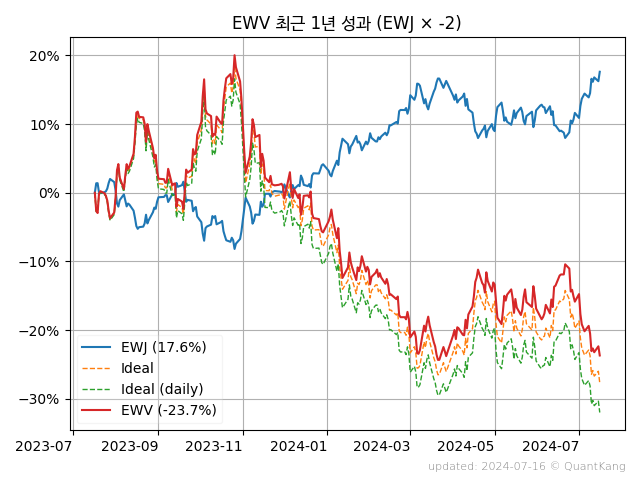 EWV 최근 1년 성과 (EWJ × -2)
20%
10%
0%
−10%
−20%
−30%
EWJ (17.6%)
Ideal
Ideal (daily)
EWV (-23.7%)
2023-07
2023-09
2023-11
2024-01
2024-03
2024-05
2024-07
updated: 2024-07-16 © QuantKang